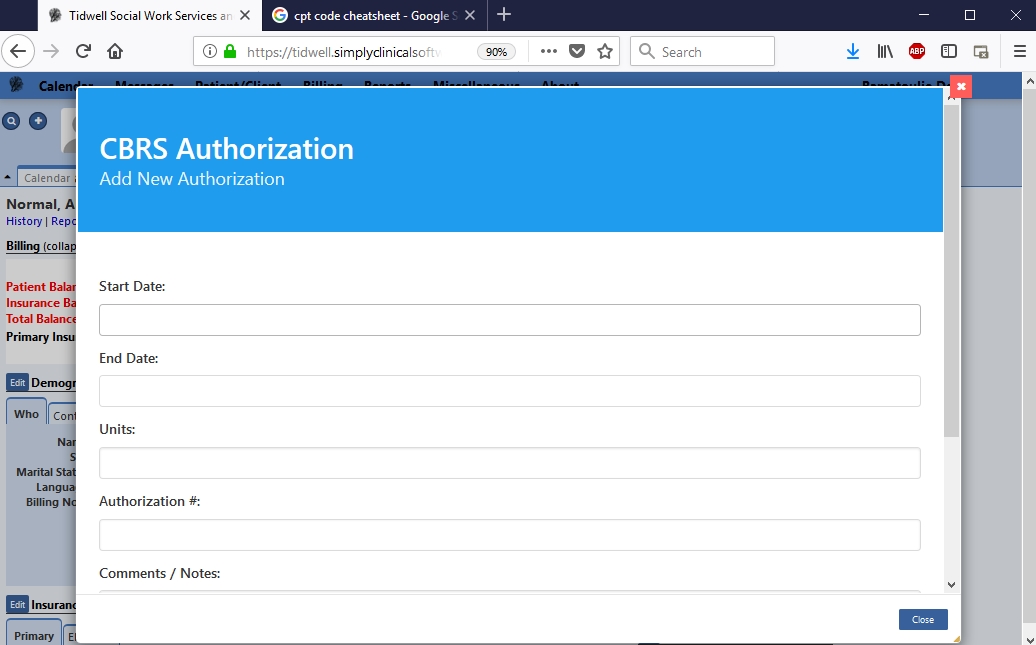 Tidwell Social Work Services an
cpt code cheatsheet - Google S
https://tidwell.simplyclinicalsoftw
90%
Search
ABP
Calendar Messages Patient/Client Billing Reports Miscellaneous About
CBRS Authorization
Add New Authorization
Calendar
Normal, A
History | Repo
Billing (collap
Patient Balan
Insurance Ba
Total Balance
Primary Insu
Edit Demogr
Who Cont
Nam
S
Marital Stat
Langua
Billing No
Edit Insuranc
Primary El
Start Date:
End Date:
Units:
Authorization #:
Comments / Notes:
Close